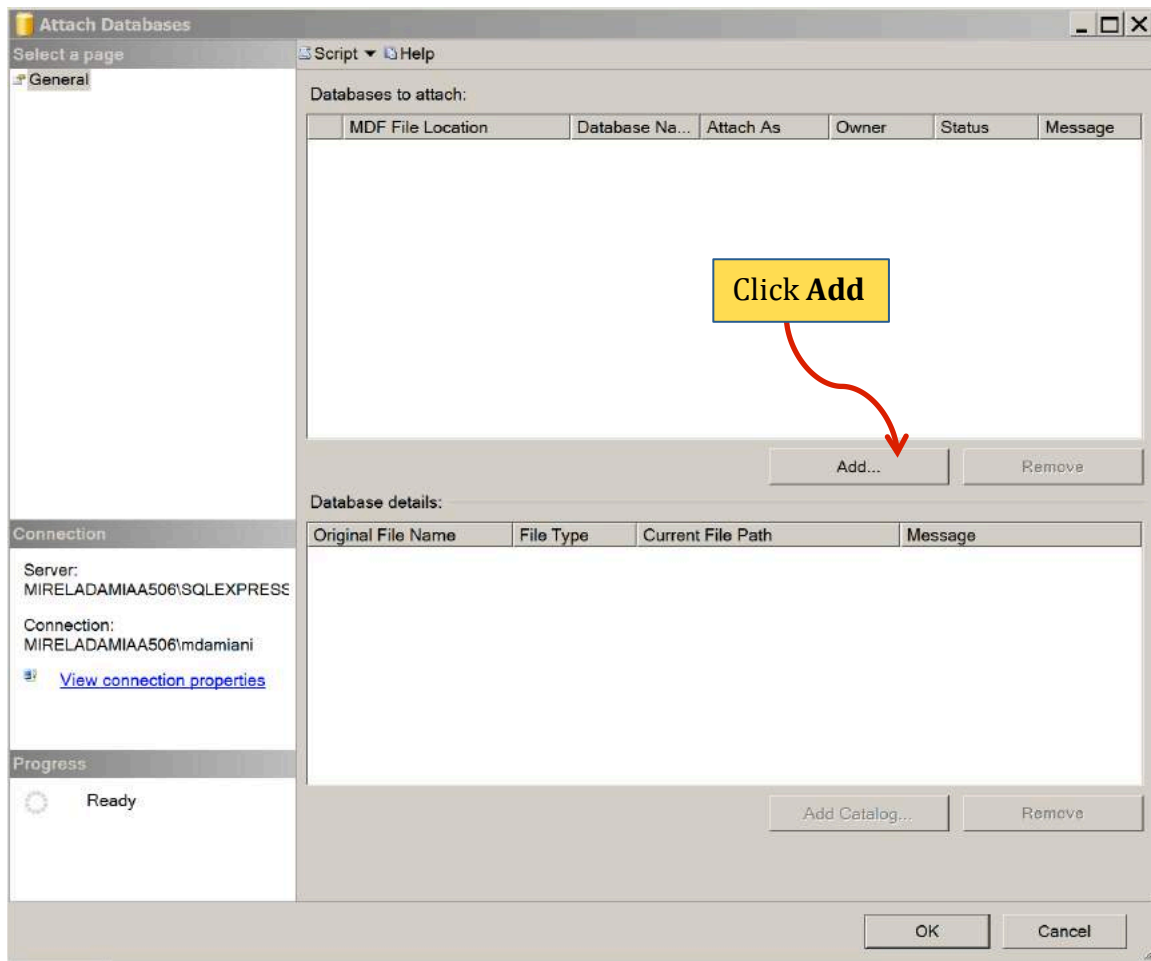 Attach Databases
Select a page
General
Script Help
Databases to attach:
MDF File Location Database Na... Attach As Owner Status Message
Click Add
Add... Remove
Database details:
Original File Name File Type Current File Path Message
Connection
Server:
MIRELADAMIAA506\SQLEXPRESS
Connection:
MIRELADAMIAA506\mdamiani
View connection properties
Progress
Ready
Add Catalog... Remove
OK Cancel